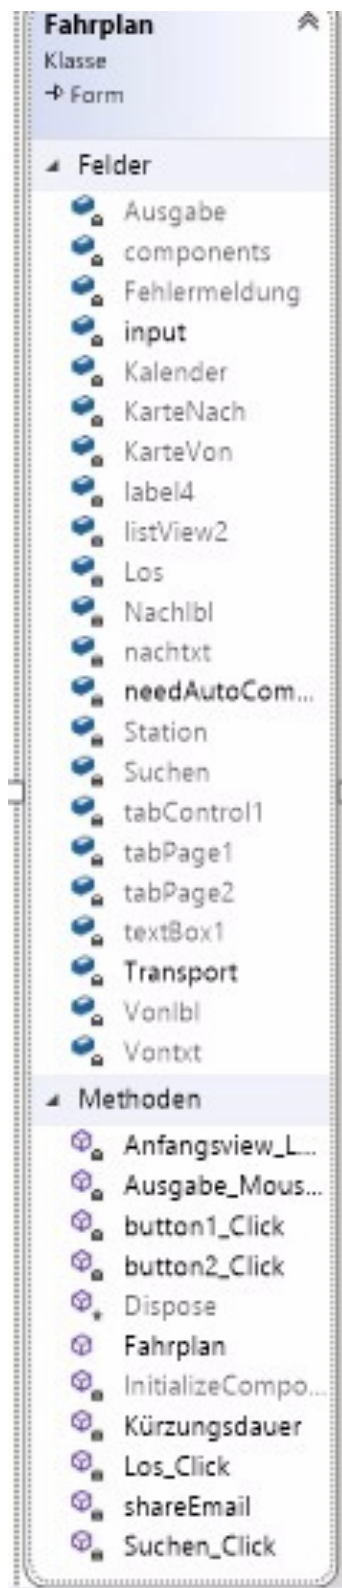 Fahrplan
Klasse
Form
Felder
Ausgabe
components
Fehlermeldung
input
Kalender
KarteNach
KarteVon
label4
listView2
Los
Nachlbl
nachtxt
needAutoCom...
Station
Suchen
tabControl1
tabPage1
tabPage2
textBox1
Transport
Vonlbl
Vontxt
Methoden
Anfangsview_L...
Ausgabe_Mous...
button1_Click
button2_Click
Dispose
Fahrplan
InitializeCompo...
Kürzungsdauer
Los_Click
shareEmail
Suchen_Click